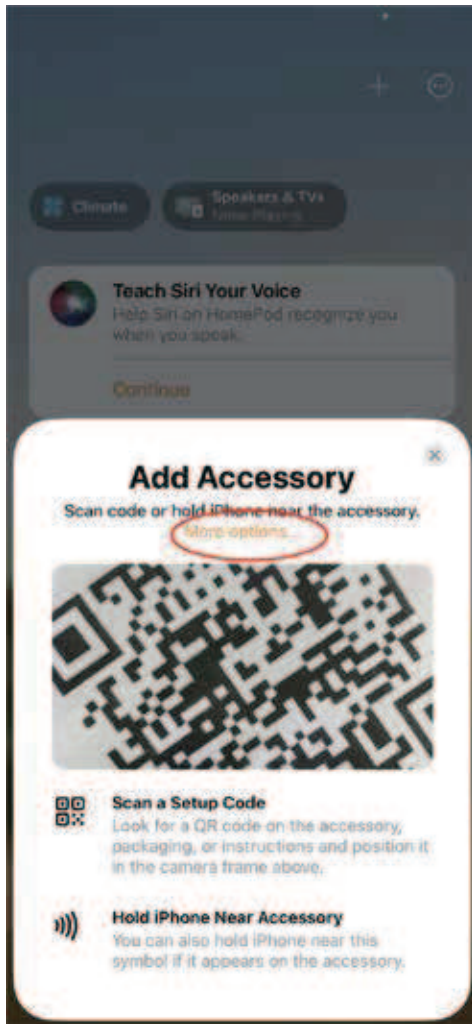 Climate
Speakers & TVs
Teach Siri Your Voice
Help Siri on HomePod recognize you
when you speak.
Continue
Add Accessory
Scan code or hold iPhone near the accessory.
More options...
Scan a Setup Code
Look for a QR code on the accessory,
packaging, or instructions and position it
in the camera frame above.
Hold iPhone Near Accessory
You can also hold iPhone near this
symbol if it appears on the accessory.